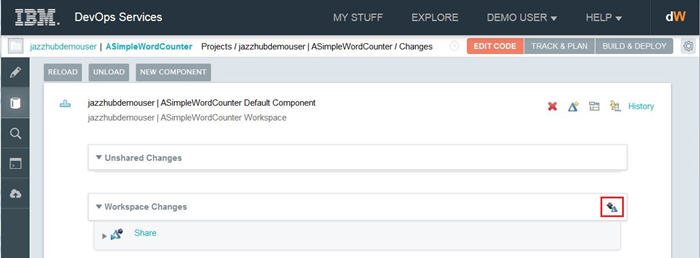 IBM. DevOps Services MY STUFF EXPLORE DEMO USER HELP dW
jazzhubdemouser | ASimpleWordCounter Projects / jazzhubdemouser | ASimpleWordCounter / Changes EDIT CODE TRACK & PLAN BUILD & DEPLOY
RELOAD UNLOAD NEW COMPONENT
jazzhubdemouser | ASimpleWordCounter Default Component History
jazzhubdemouser | ASimpleWordCounter Workspace
Unshared Changes
Workspace Changes
Share